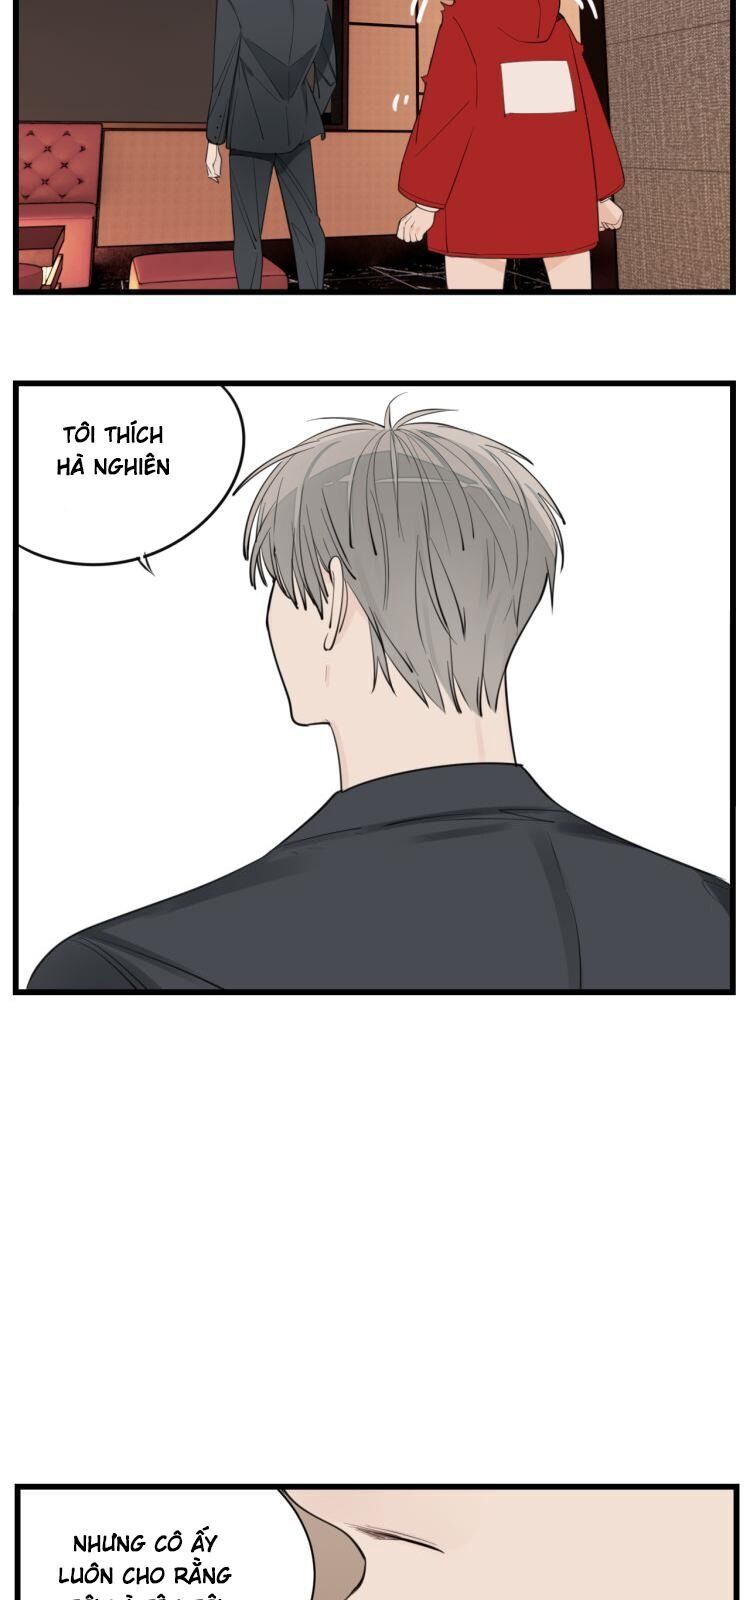 TÔI THÍCH
HÀ NGHIÊN
NHƯNG CÔ ẤY
LUÔN CHO RẰNG